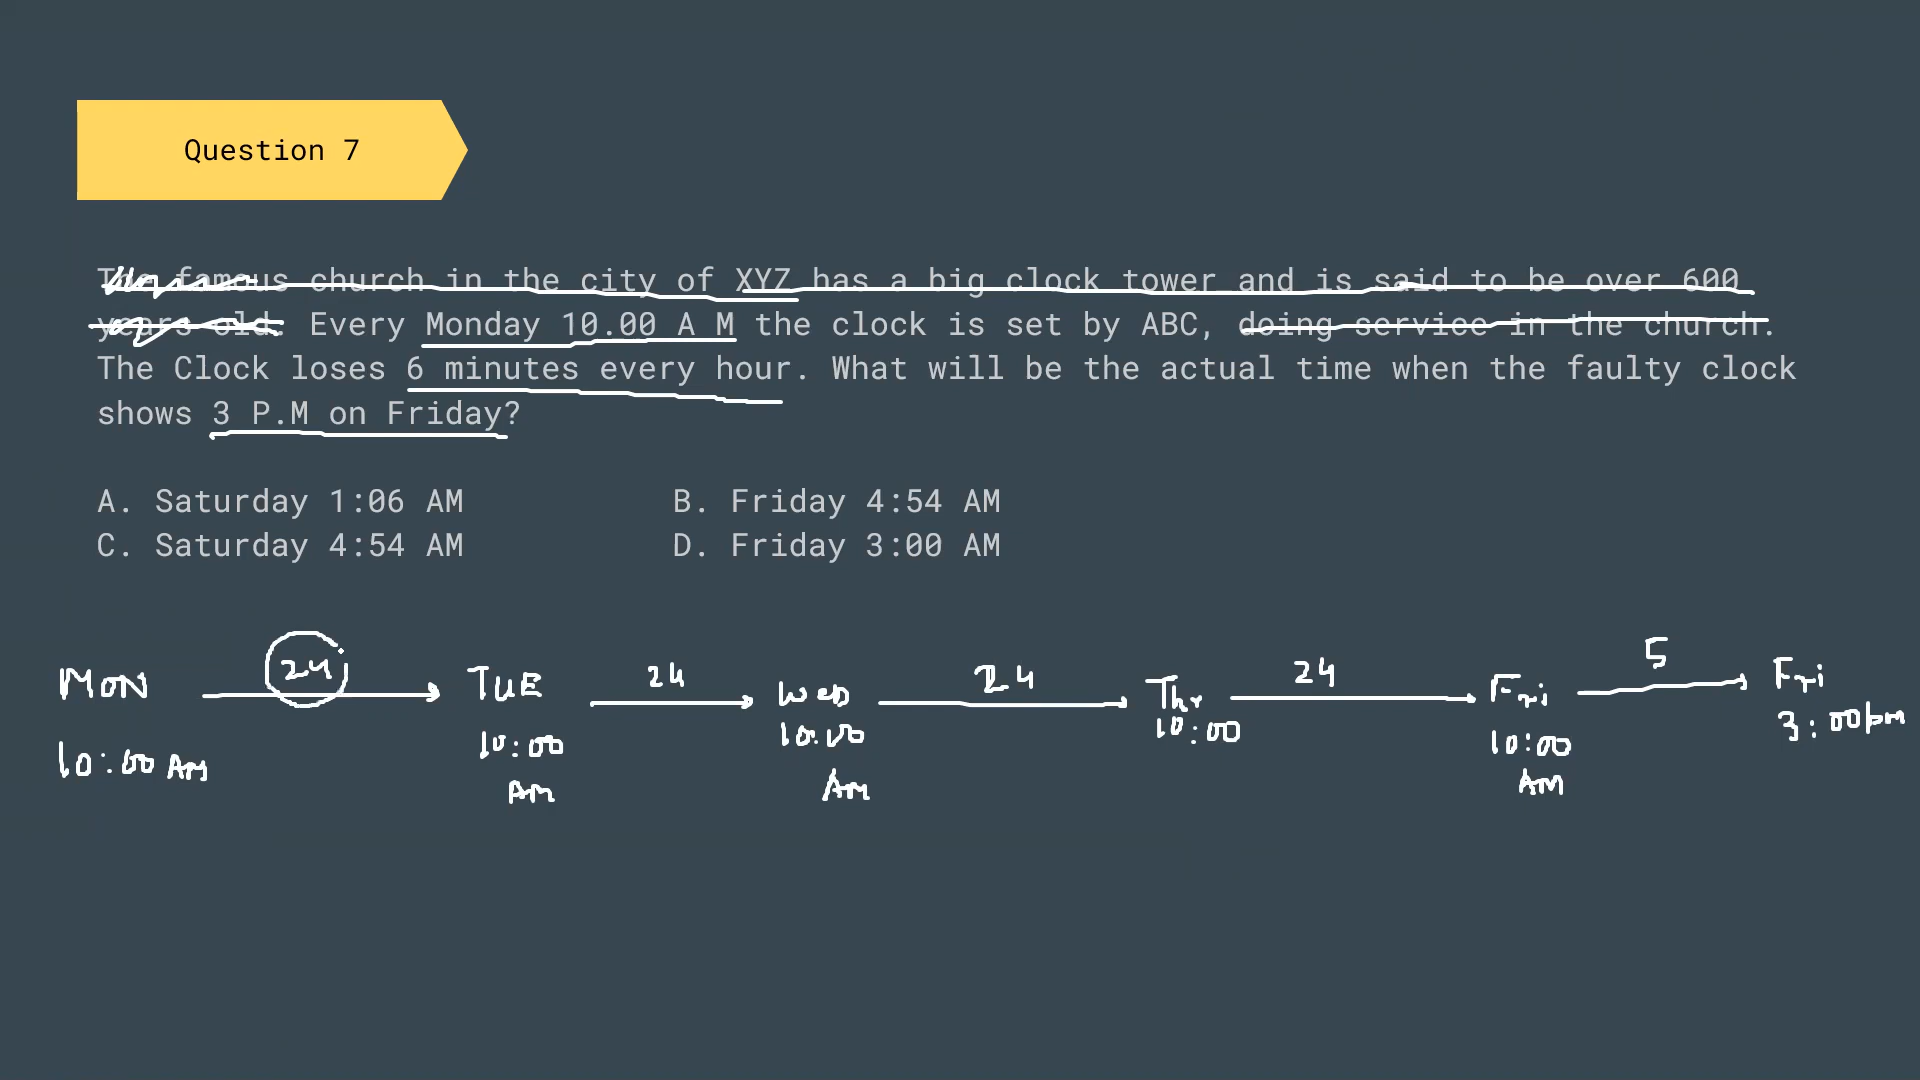 Question 7
The famous church in the city of XYZ has a big clock tower and is said to be over 600
years old. Every Monday 10.00 A M the clock is set by ABC, doing service in the church.
The Clock loses 6 minutes every hour. What will be the actual time when the faulty clock
shows 3 P.M on Friday?
A. Saturday 1:06 AM B. Friday 4:54 AM
C. Saturday 4:54 AM D. Friday 3:00 AM
MON 24 TUE 24 Web 24 Thr 24 Fri 5 Fri
10:00 AM 10:00 10:00 10:00 10:00 3:00pm
AM AM AM